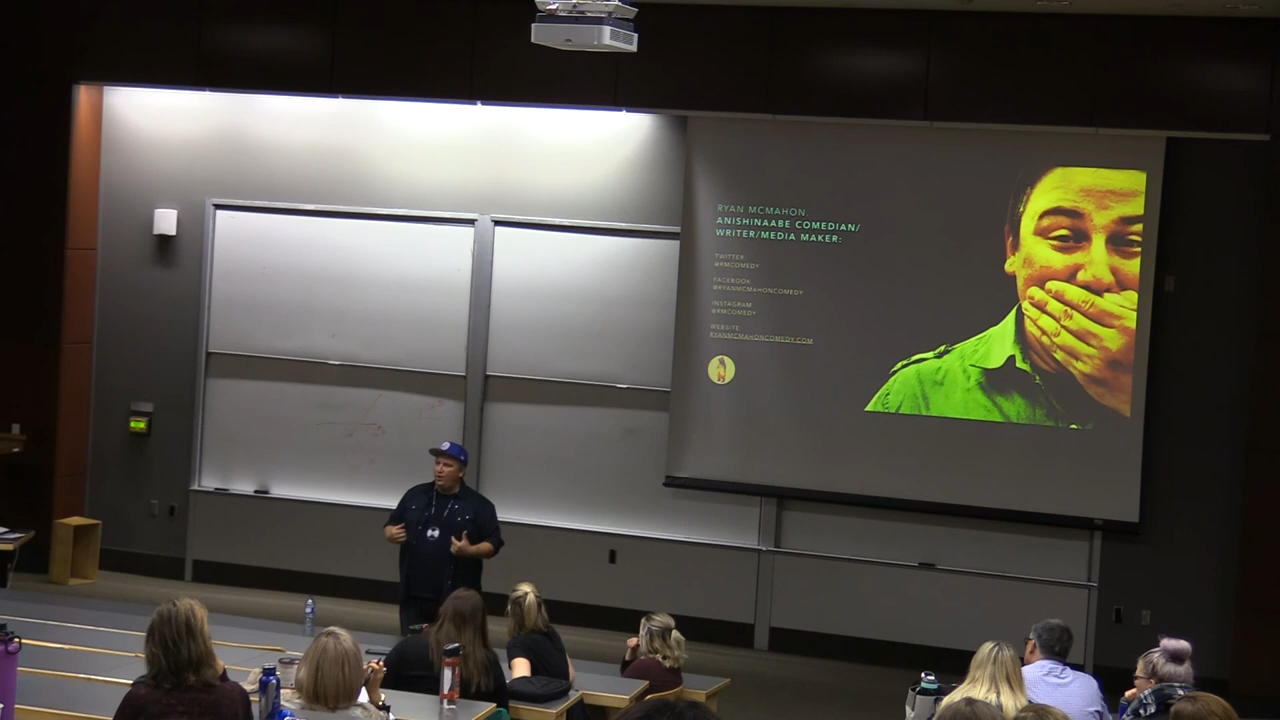 RYAN MCMAHON
ANISHINAABE COMEDIAN/
WRITER/MEDIA MAKER:
TWITTER:
@RMCOMEDY
FACEBOOK:
@RYANMCMAHONCOMEDY
INSTAGRAM:
@RMCOMEDY
WEBSITE:
RYANMCMAHONCOMEDY.COM